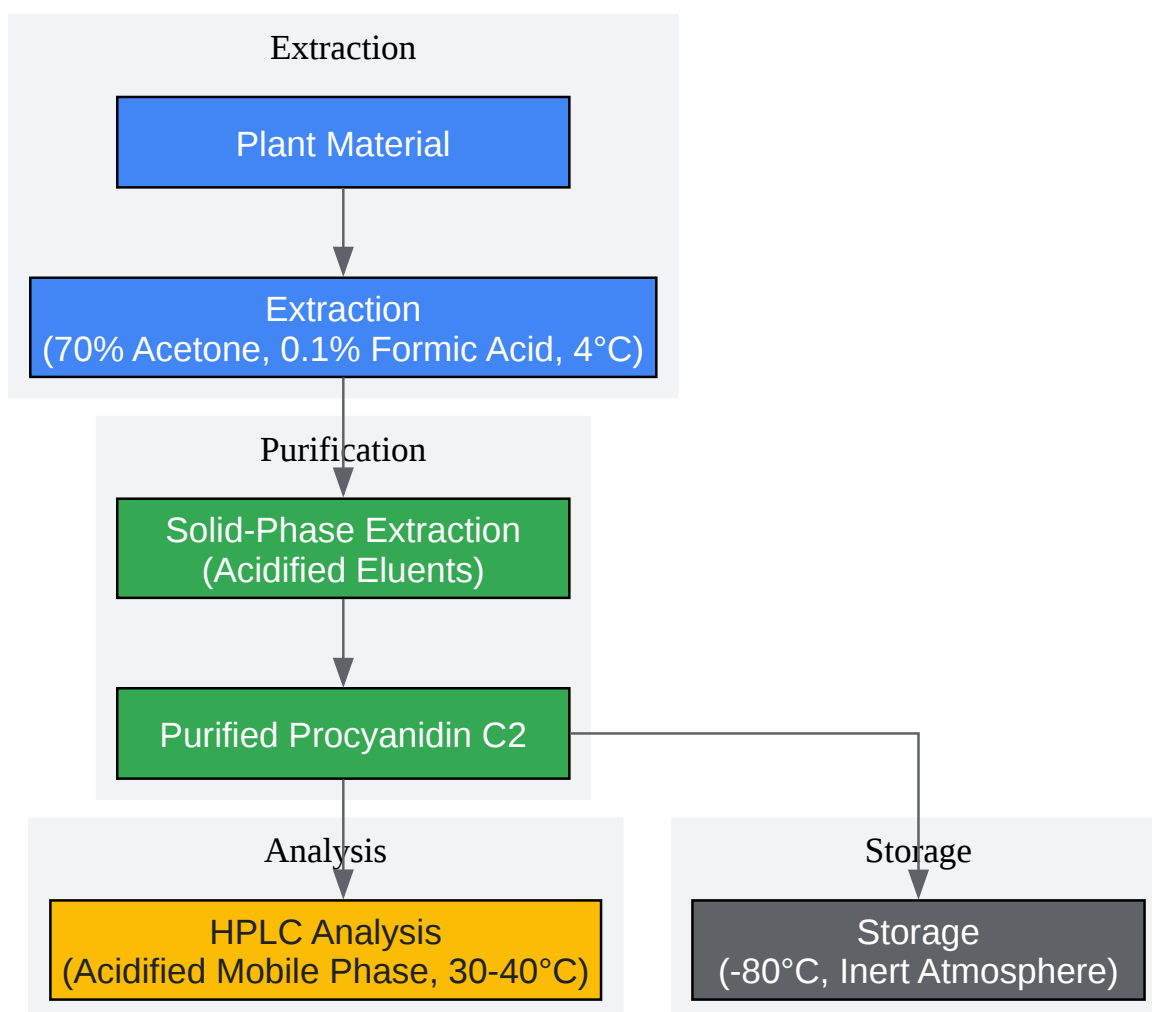 Extraction
Plant Material
Extraction
(70% Acetone, 0.1% Formic Acid, 4°C)
Purification
Solid-Phase Extraction
(Acidified Eluents)
Purified Procyanidin C2
Analysis
HPLC Analysis
(Acidified Mobile Phase, 30-40°C)
Storage
Storage
(-80°C, Inert Atmosphere)